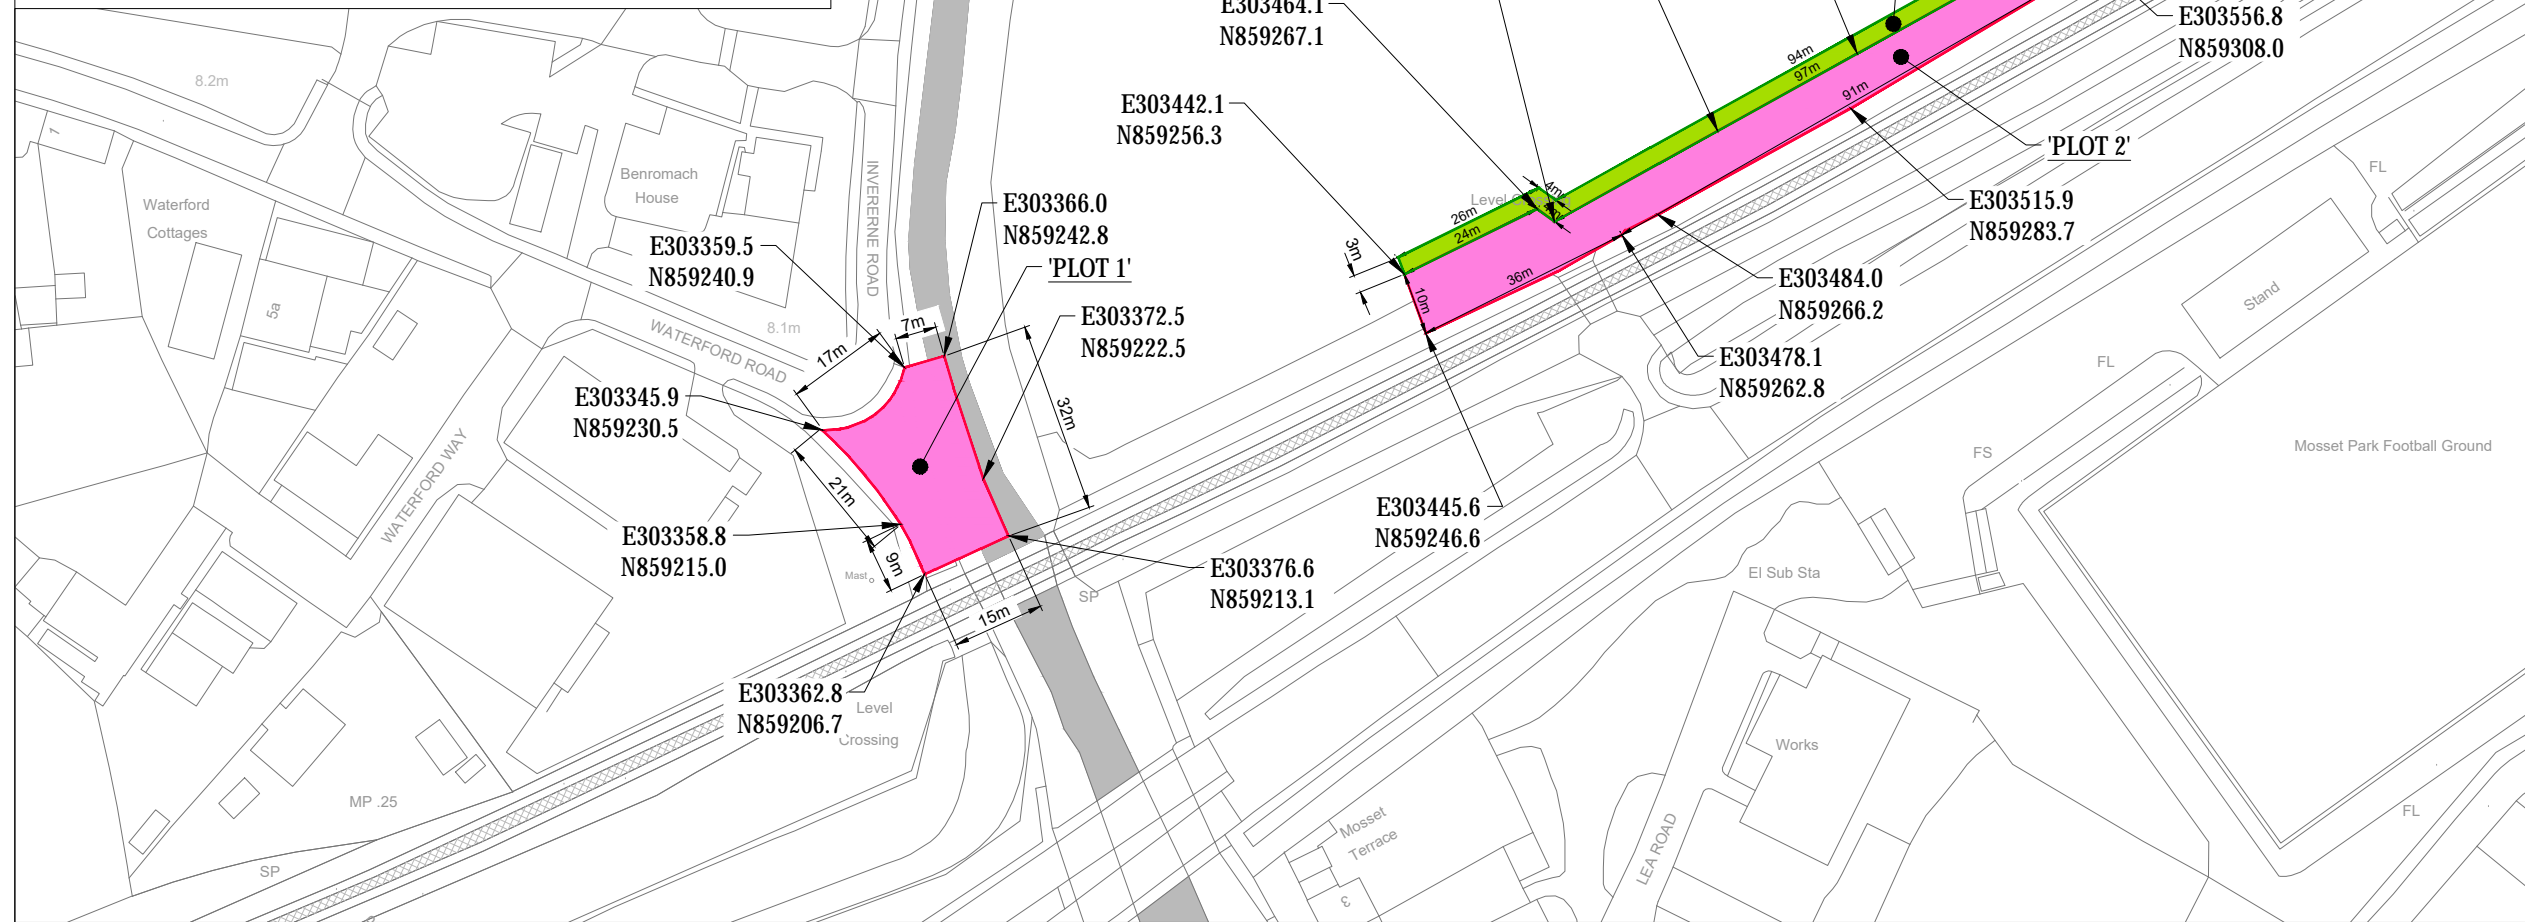 E303464.1
N859267.1
E303556.8
N859308.0
94m
97m
91m
8.2m
1
E303442.1
N859256.3
'PLOT 2'
FL
Benromach
House
INVERERNE ROAD
Waterford
Cottages
E303366.0
N859242.8
'PLOT 1'
Level Crossing
4m
26m
24m
3m
36m
10m
E303515.9
N859283.7
E303359.5
N859240.9
E303484.0
N859266.2
Stand
5a
8.1m
WATERFORD ROAD
7m
17m
E303372.5
N859222.5
E303478.1
N859262.8
FL
E303345.9
N859230.5
32m
WATERFORD WAY
FS
Mosset Park Football Ground
21m
E303445.6
N859246.6
E303358.8
N859215.0
9m
Mast
E303376.6
N859213.1
SP
15m
El Sub Sta
E303362.8
N859206.7
Level
Crossing
Works
MP .25
Mosset
Terrace
LEA ROAD
FL
SP
3